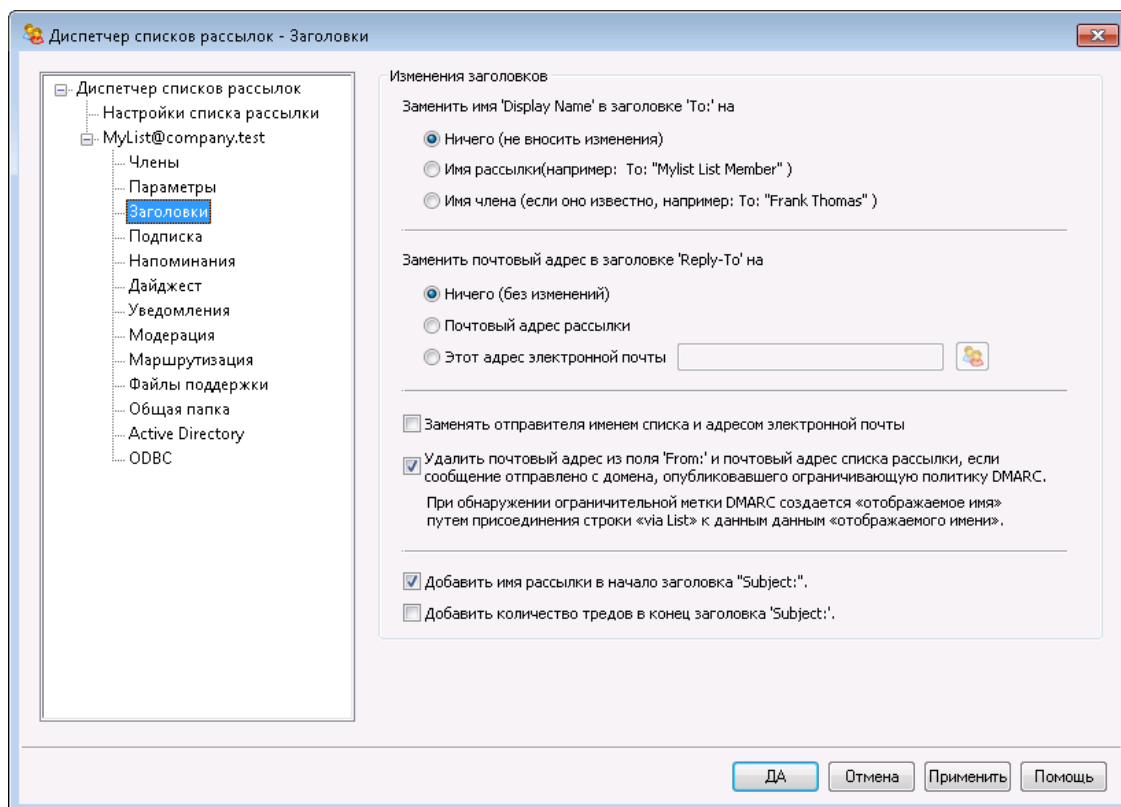 Диспетчер списков рассылок - Заголовки
Диспетчер списков рассылок
Настройки списка рассылки
MyList@company.test
Члены
Параметры
Заголовки
Подписка
Напоминания
Дайджест
Уведомления
Модерация
Маршрутизация
Файлы поддержки
Общая папка
Active Directory
ODBC
Изменения заголовков
Заменить имя 'Display Name' в заголовке 'To:' на
Ничего (не вносить изменения)
Имя рассылки(например:  To: "Mylist List Member" )
Имя члена (если оно известно, например: To: "Frank Thomas" )
Заменить почтовый адрес в заголовке 'Reply-To' на
Ничего (без изменений)
Почтовый адрес рассылки
Этот адрес электронной почты
Заменять отправителя именем списка и адресом электронной почты
Удалить почтовый адрес из поля 'From:' и почтовый адрес списка рассылки, если
сообщение отправлено с домена, опубликовавшего ограничивающую политику DMARC.
При обнаружении ограничительной метки DMARC создается «отображаемое имя»
путем присоединения строки «via List» к данным данным «отображаемого имени».
Добавить имя рассылки в начало заголовка "Subject:".
Добавить количество тредов в конец заголовка 'Subject:'.
ДА
Отмена
Применить
Помощь